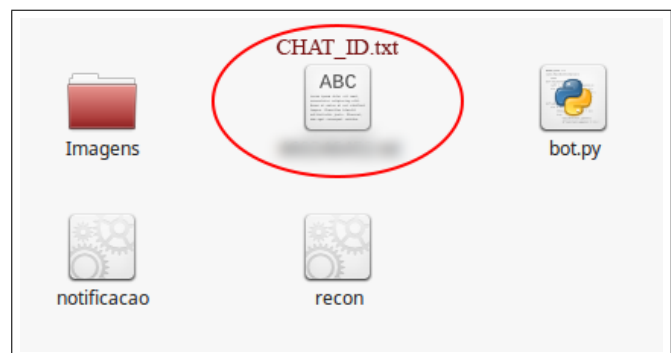 CHAT_ID.txt
ABC
Imagens
bot.py
notificacao
recon